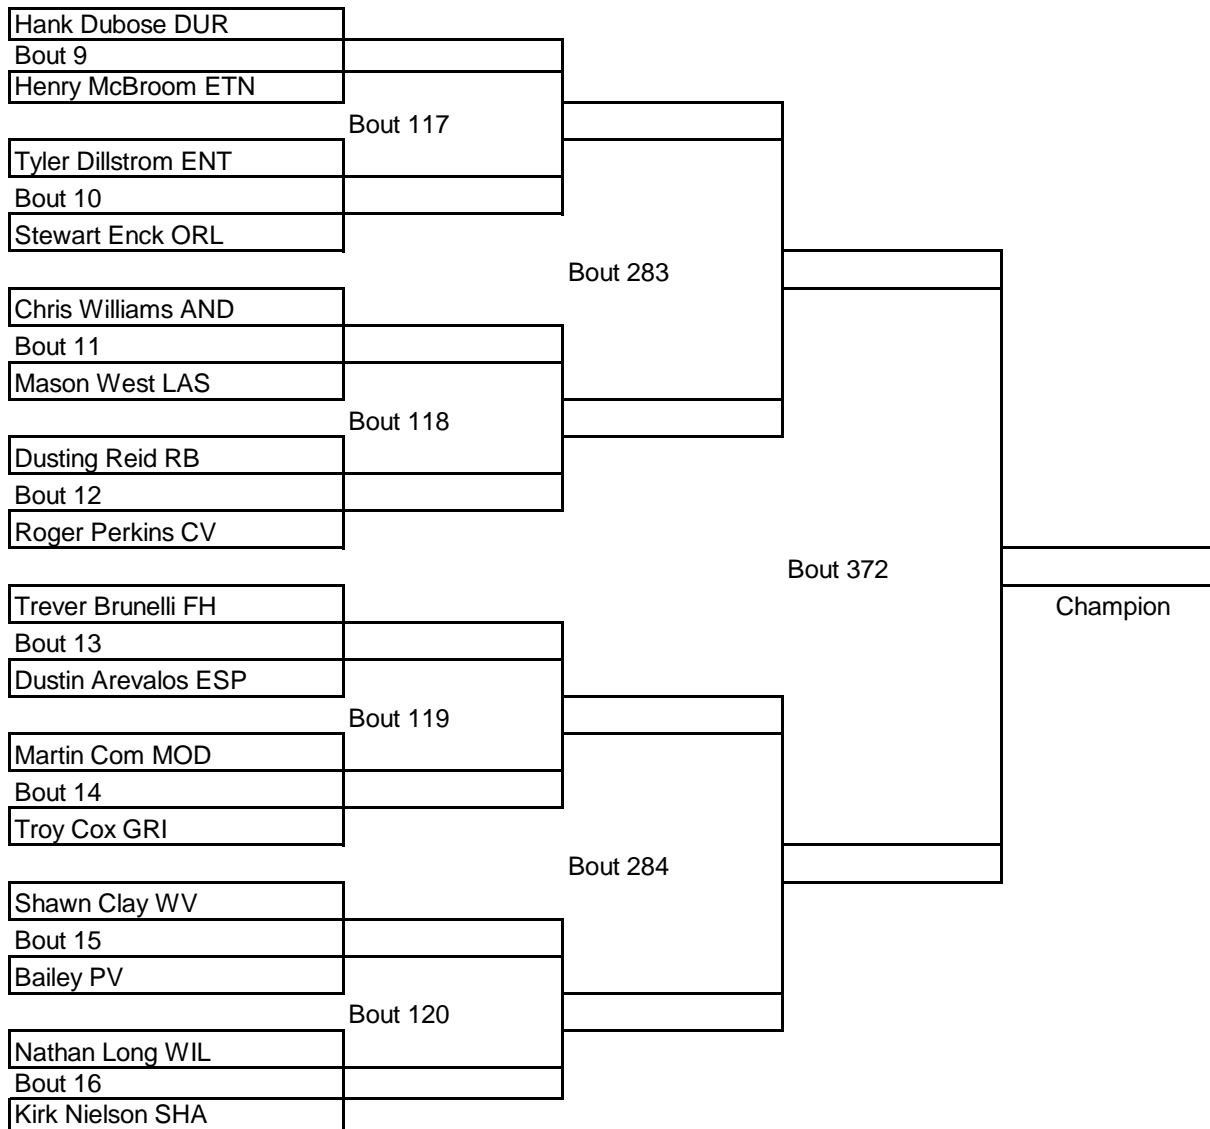 Hank Dubose DUR
Bout 9
Henry McBroom ETN
Bout 117
Tyler Dillstrom ENT
Bout 10
Stewart Enck ORL
Bout 283
Chris Williams AND
Bout 11
Mason West LAS
Bout 118
Dusting Reid RB
Bout 12
Roger Perkins CV
Bout 372
Trever Brunelli FH
Champion
Bout 13
Dustin Arevalos ESP
Bout 119
Martin Com MOD
Bout 14
Troy Cox GRI
Bout 284
Shawn Clay WV
Bout 15
Bailey PV
Bout 120
Nathan Long WIL
Bout 16
Kirk Nielson SHA